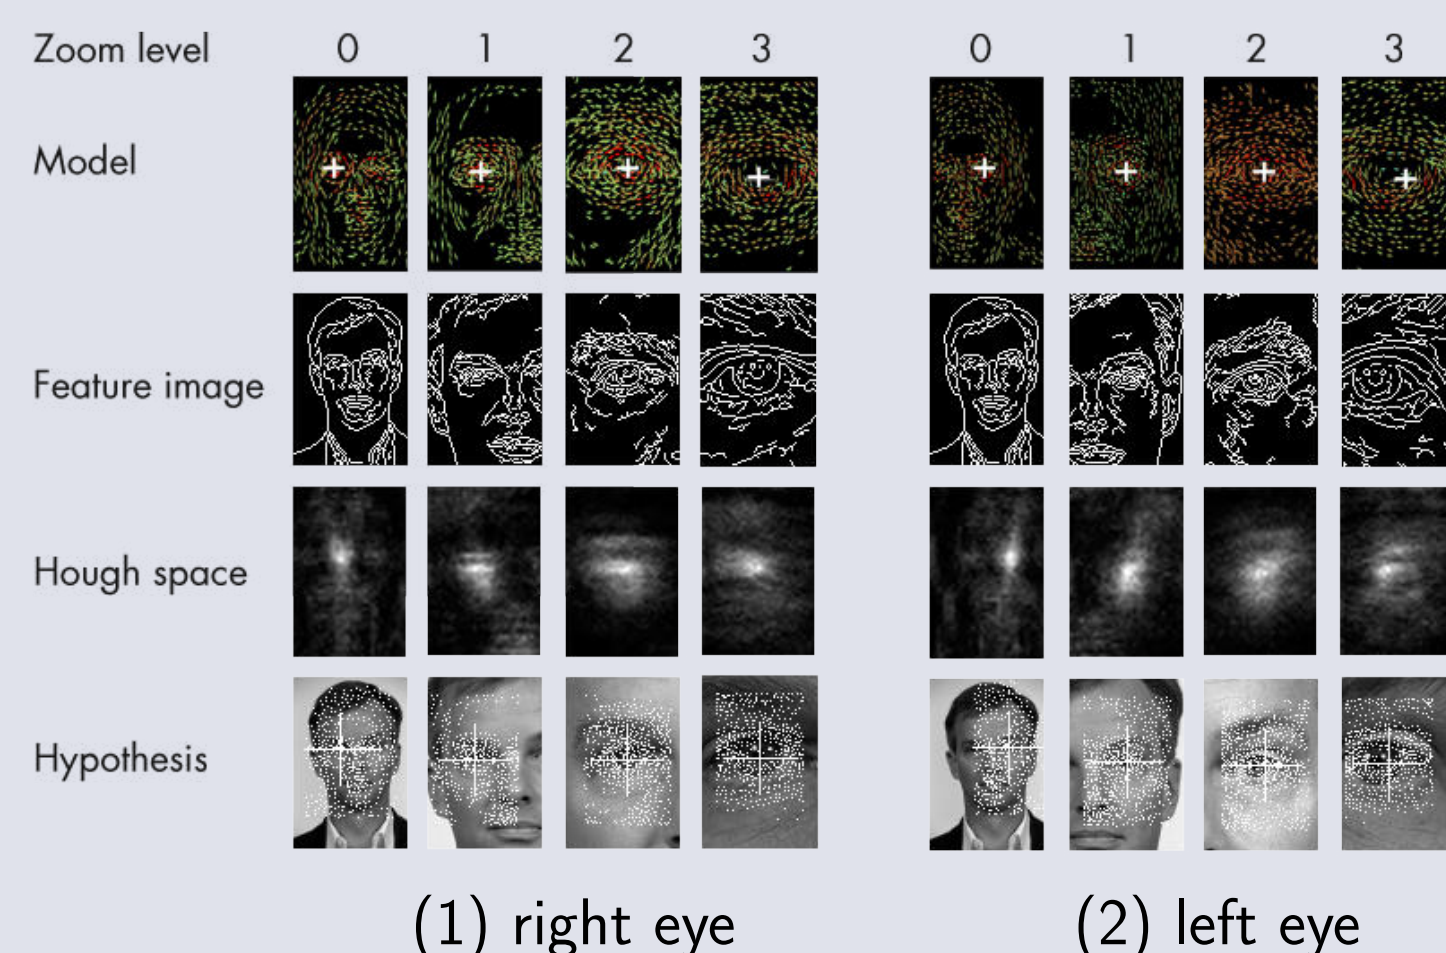 Zoom level 0 1 2 3 0 1 2 3
Model
Feature image
Hough space
Hypothesis
(1) right eye (2) left eye